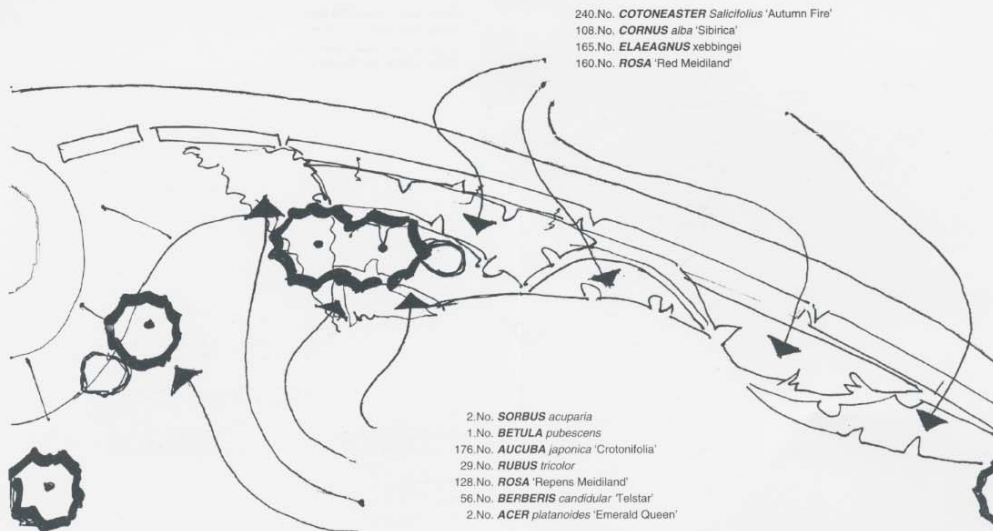 240.No. COTONEASTER Salicifolius 'Autumn Fire'
108.No. CORNUS alba 'Sibirica'
165.No. ELAEAGNUS xebbingei
160.No. ROSA 'Red Meidiland'
2.No. SORBUS acuparia
1.No. BETULA pubescens
176.No. AUCUBA japonica 'Crotonifolia'
29.No. RUBUS tricolor
128.No. ROSA 'Repens Meidiland'
56.No. BERBERIS candidular 'Telstar'
2.No. ACER platanoides 'Emerald Queen'